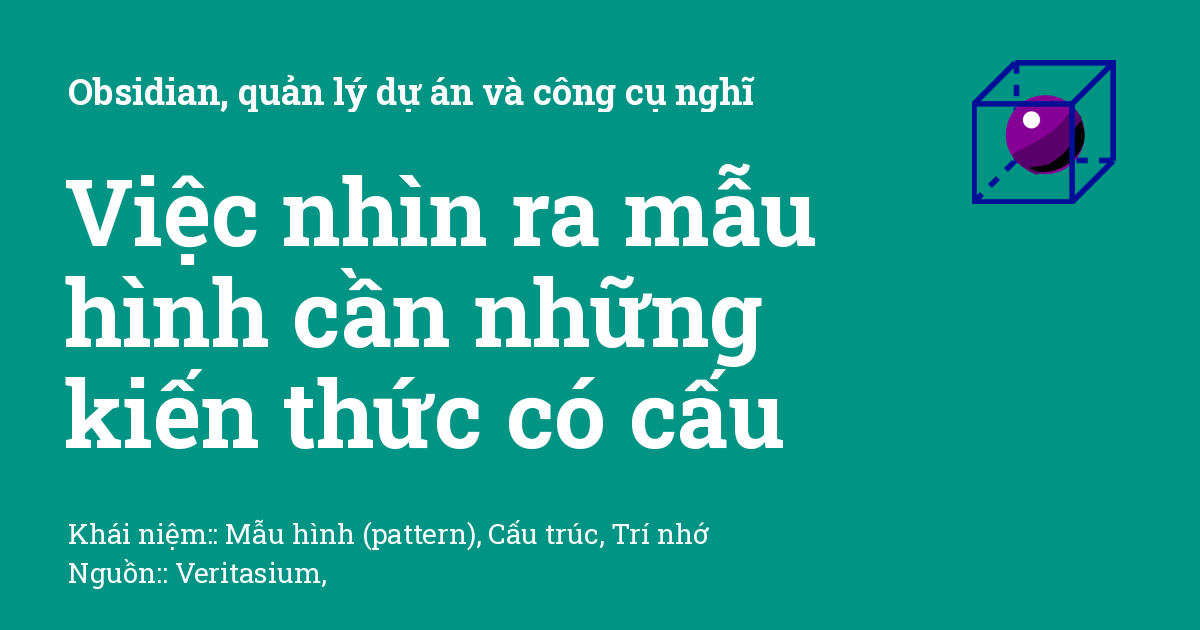 Obsidian, quản lý dự án và công cụ nghĩ
Việc nhìn ra mẫu
hình cần những
kiến thức có cấu
Khái niệm:: Mẫu hình (pattern), Cấu trúc, Trí nhớ
Nguồn:: Veritasium,